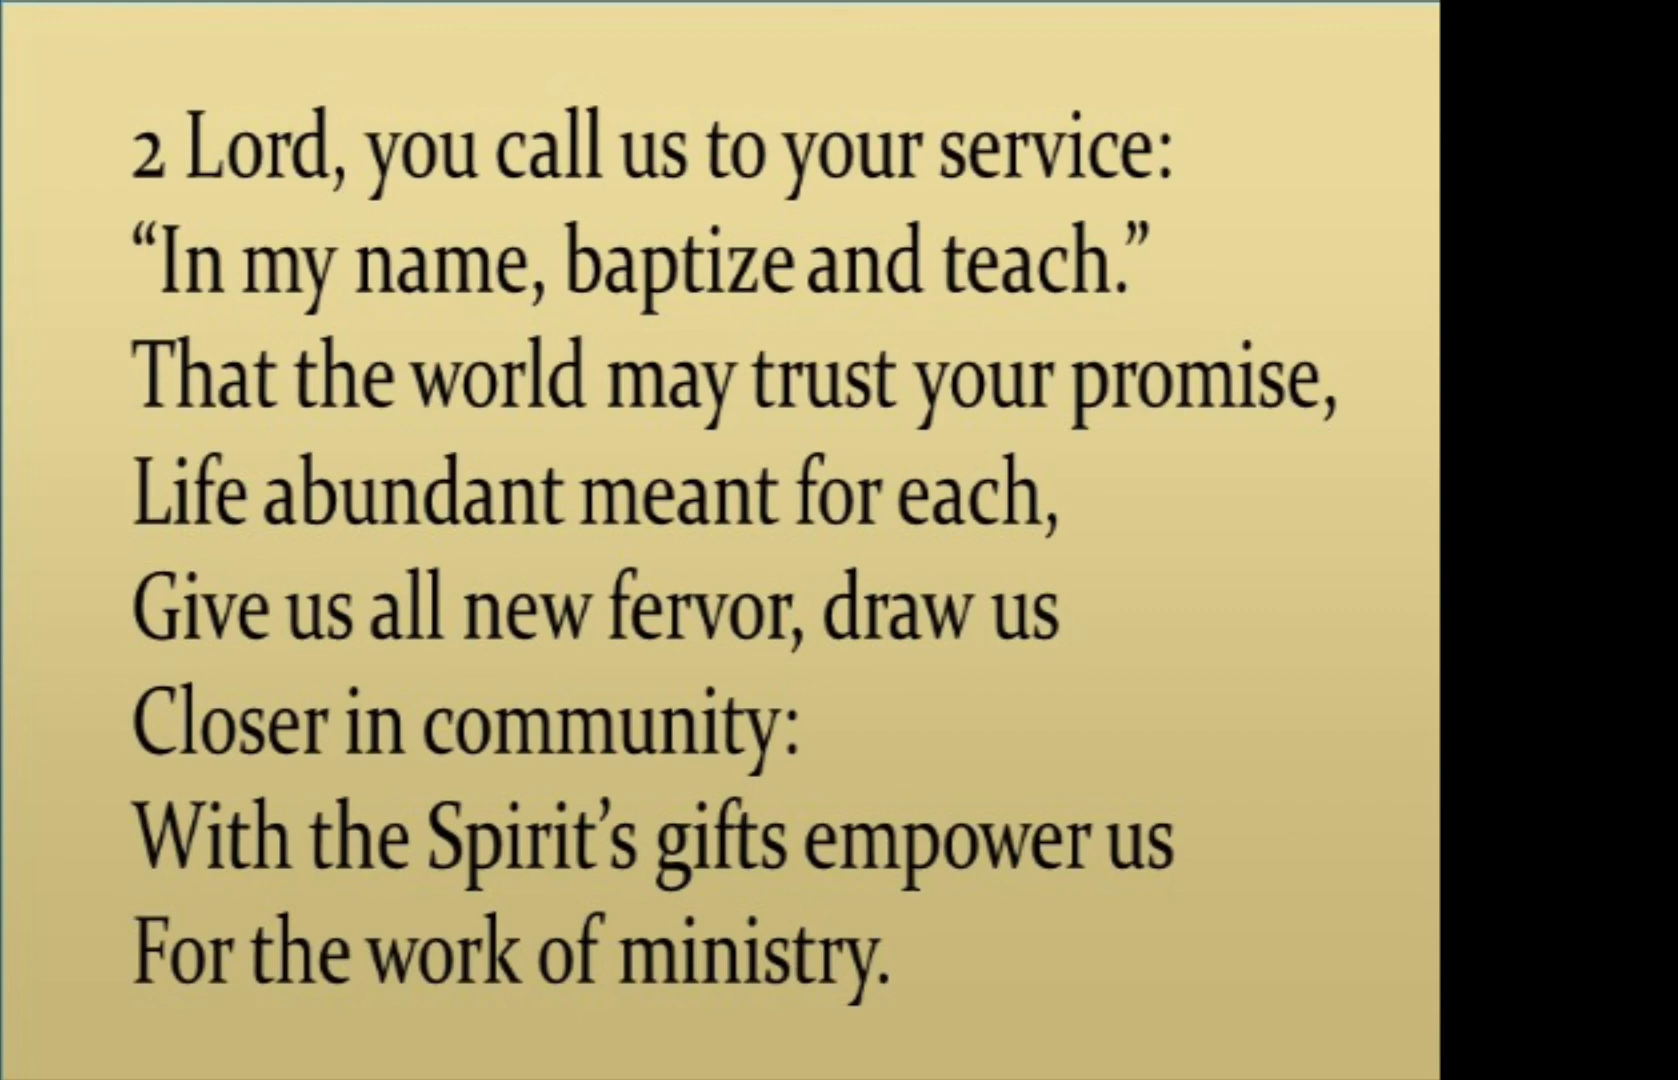 2 Lord, you call us to your service:
“In my name, baptize and teach.”
That the world may trust your promise,
Life abundant meant for each,
Give us all new fervor, draw us
Closer in community:
With the Spirit’s gifts empower us
For the work of ministry.